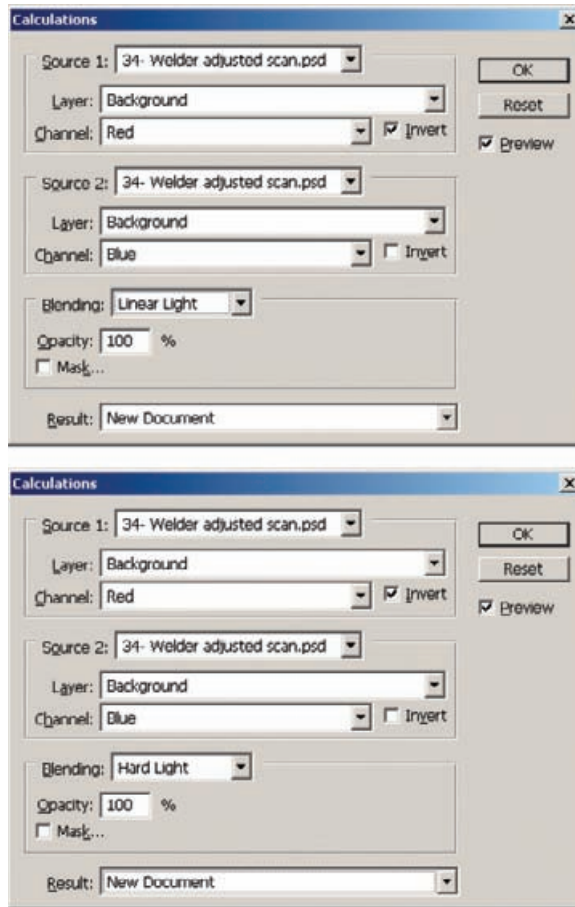 Calculations
Source 1: 34- Welder adjusted scan.psd
OK
Layer: Background
Reset
Channel: Red Invert
Preview
Source 2: 34- Welder adjusted scan.psd
Layer: Background
Channel: Blue Invert
Blending: Linear Light
Opacity: 100 %
Mask...
Result: New Document
Calculations
Source 1: 34- Welder adjusted scan.psd
OK
Layer: Background
Reset
Channel: Red Invert
Preview
Source 2: 34- Welder adjusted scan.psd
Layer: Background
Channel: Blue Invert
Blending: Hard Light
Opacity: 100 %
Mask...
Result: New Document